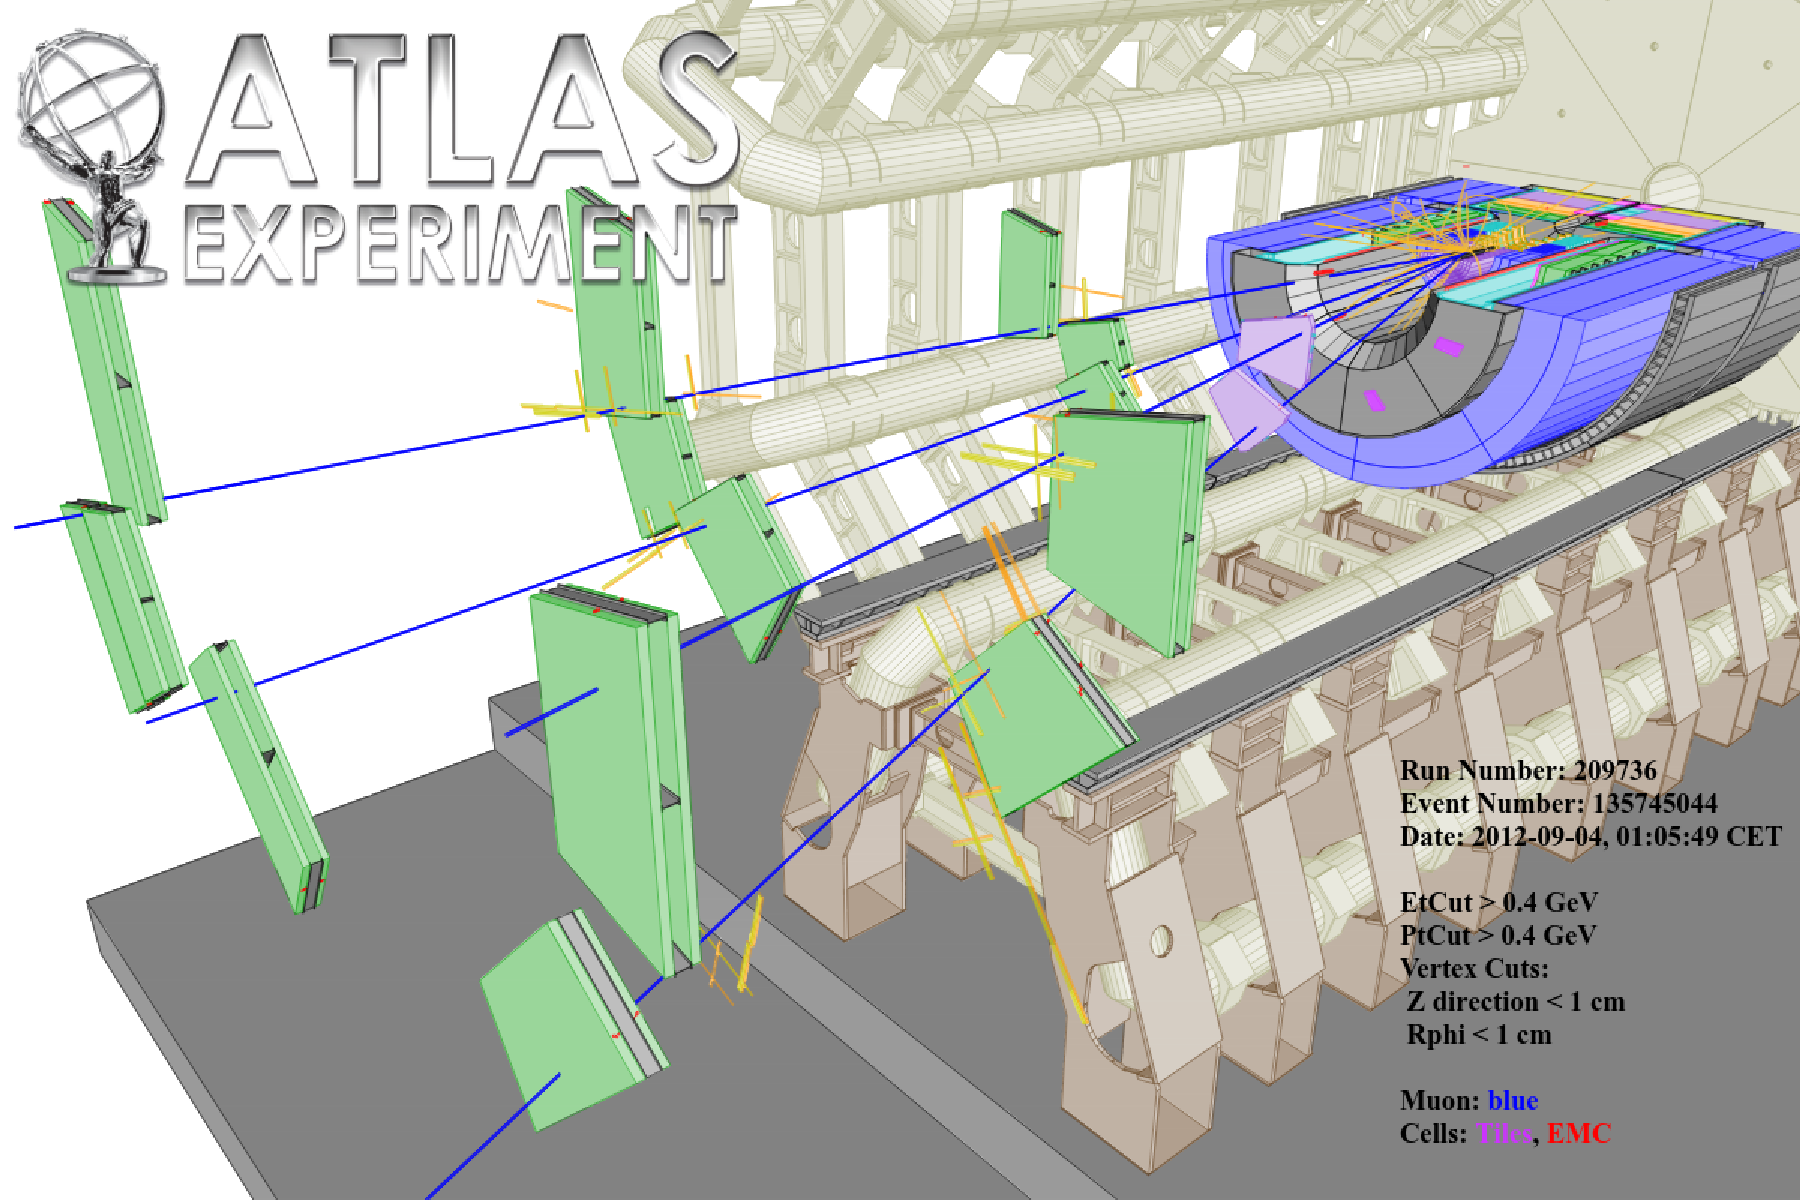 ATLAS
EXPERIMENT
Run Number: 209736
Event Number: 135745044
Date: 2012-09-04, 01:05:49 CET
EtCut > 0.4 GeV
PtCut > 0.4 GeV
Vertex Cuts:
Z direction < 1 cm
Rphi < 1 cm
Muon: blue
Cells: Tiles, EMC